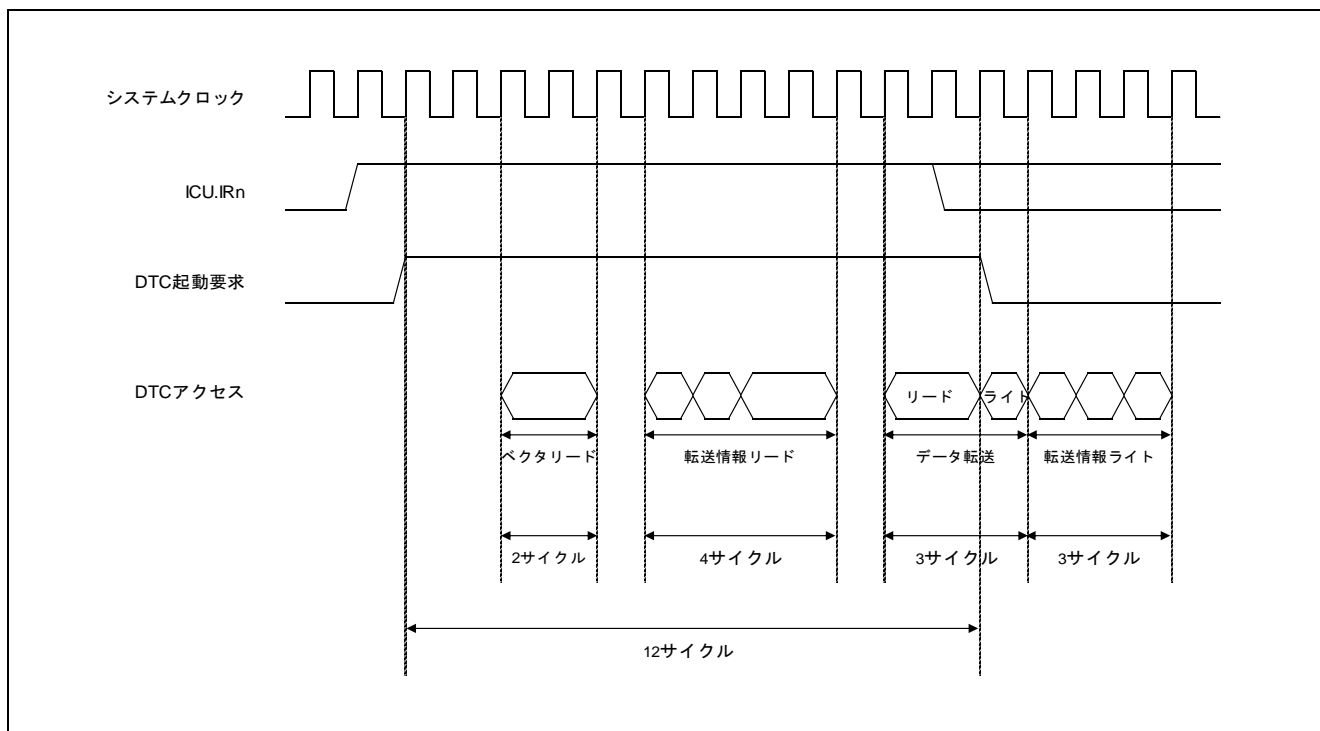 システムクロック
ICU.IRn
DTC起動要求
DTCアクセス
リード
ライト
ベクタリード
転送情報リード
データ転送
転送情報ライト
2サイクル
4サイクル
3サイクル
3サイクル
12サイクル